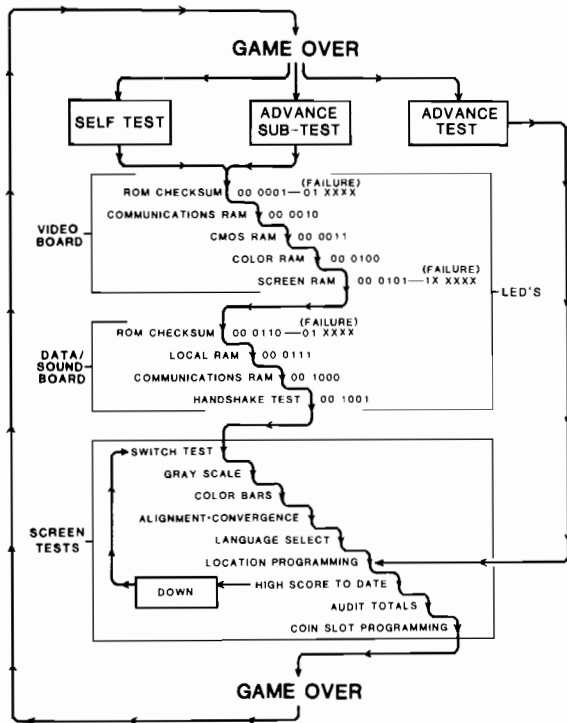 GAME OVER
SELF TEST
ADVANCE
SUB-TEST
ADVANCE
TEST
VIDEO
BOARD
(FAILURE)
ROM CHECKSUM 00 0001—01 XXXX
COMMUNICATIONS RAM 00 0010
CMOS RAM 00 0011
COLOR RAM 00 0100
(FAILURE)
SCREEN RAM 00 0101—1X XXXX
LED'S
DATA/
SOUND
BOARD
(FAILURE)
ROM CHECKSUM 00 0110—01 XXXX
LOCAL RAM 00 0111
COMMUNICATIONS RAM 00 1000
HANDSHAKE TEST 00 1001
SCREEN
TESTS
SWITCH TEST
GRAY SCALE
COLOR BARS
ALIGNMENT-CONVERGENCE
LANGUAGE SELECT
LOCATION PROGRAMMING
DOWN
HIGH SCORE TO DATE
AUDIT TOTALS
COIN SLOT PROGRAMMING
GAME OVER